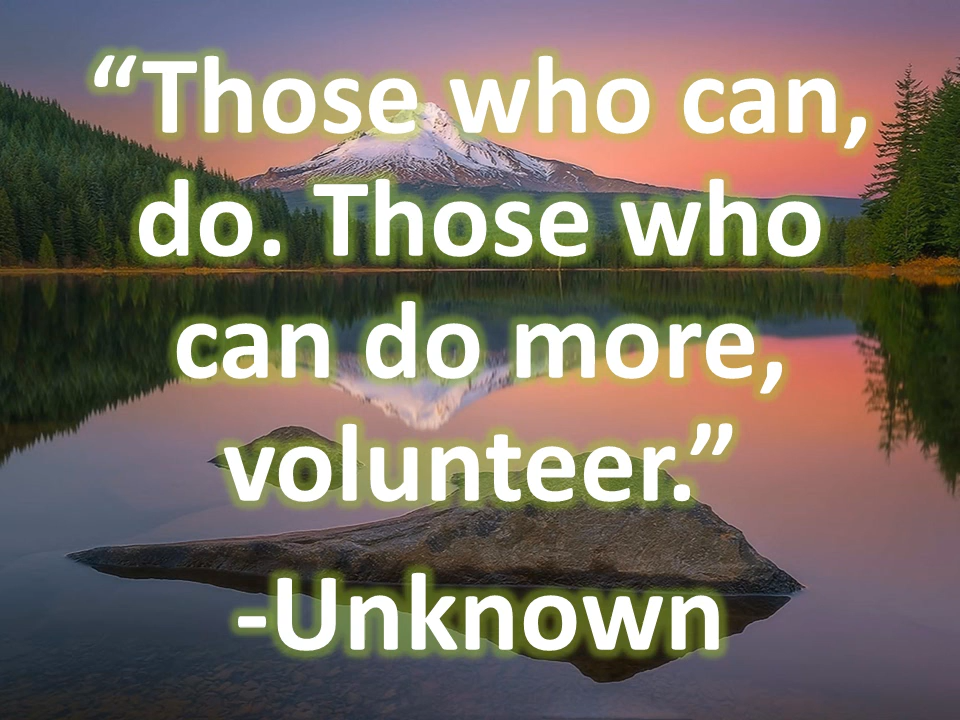 “Those who can,
do. Those who
can do more,
volunteer.”
-Unknown